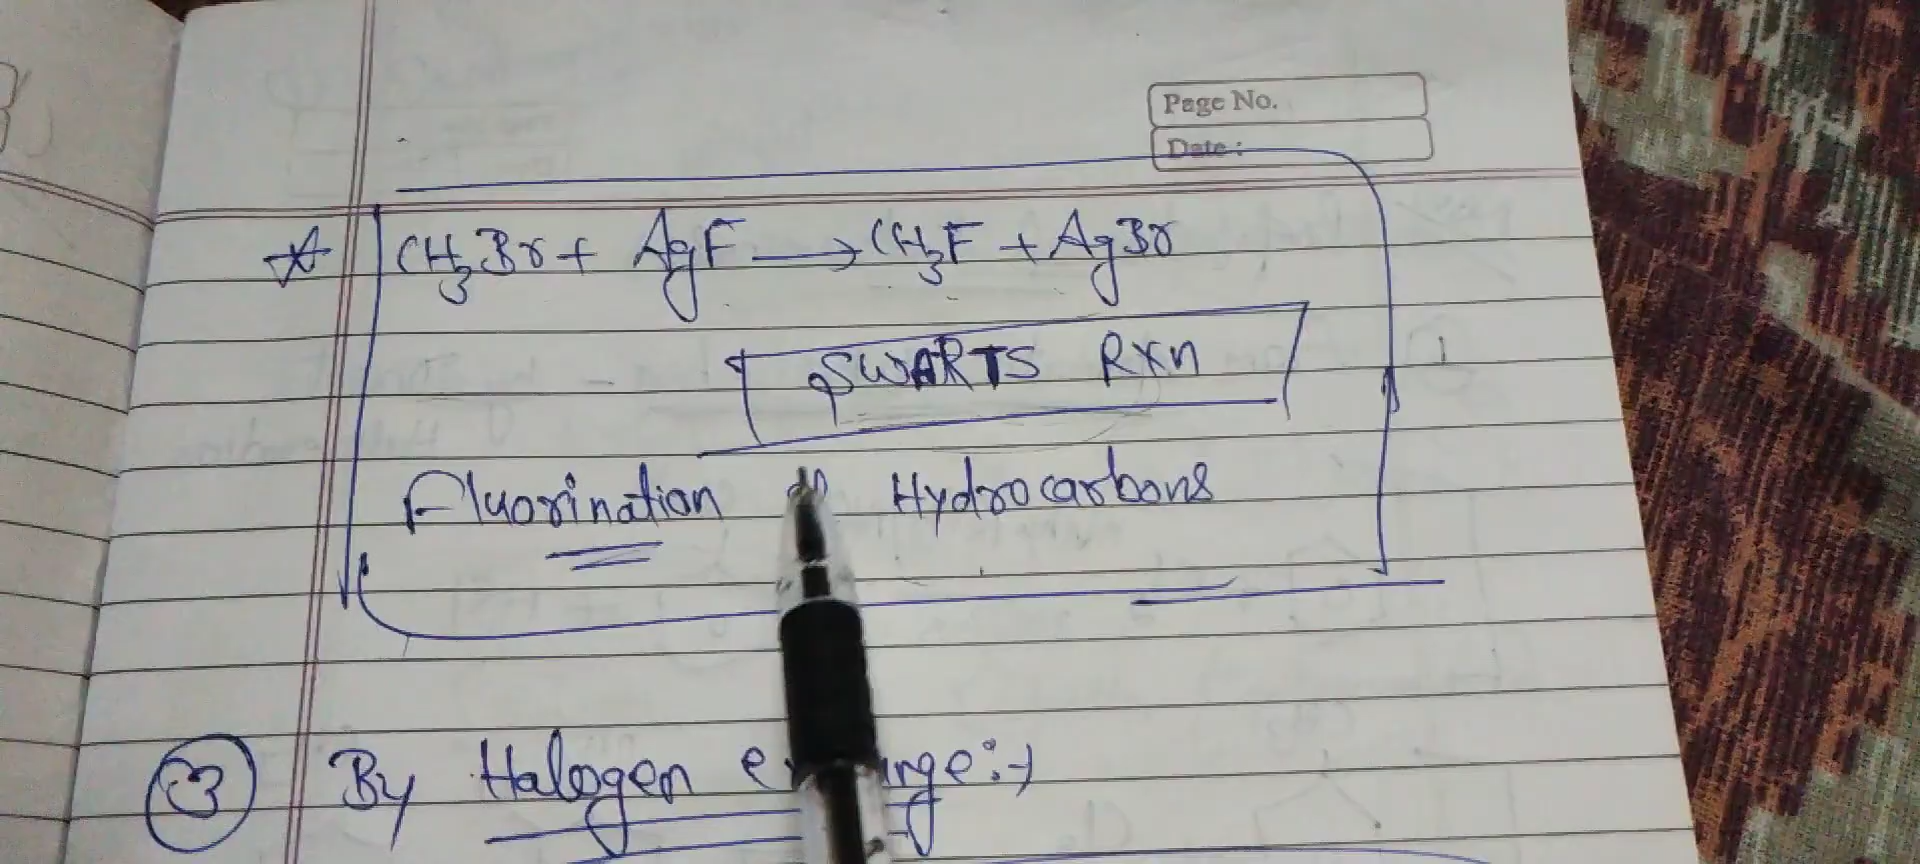 Page No.
Date :
CH3Br + AgF → CH3F + AgBr
SWARTS Rxn
Fluorination Hydrocarbons
③ By Halogen :→